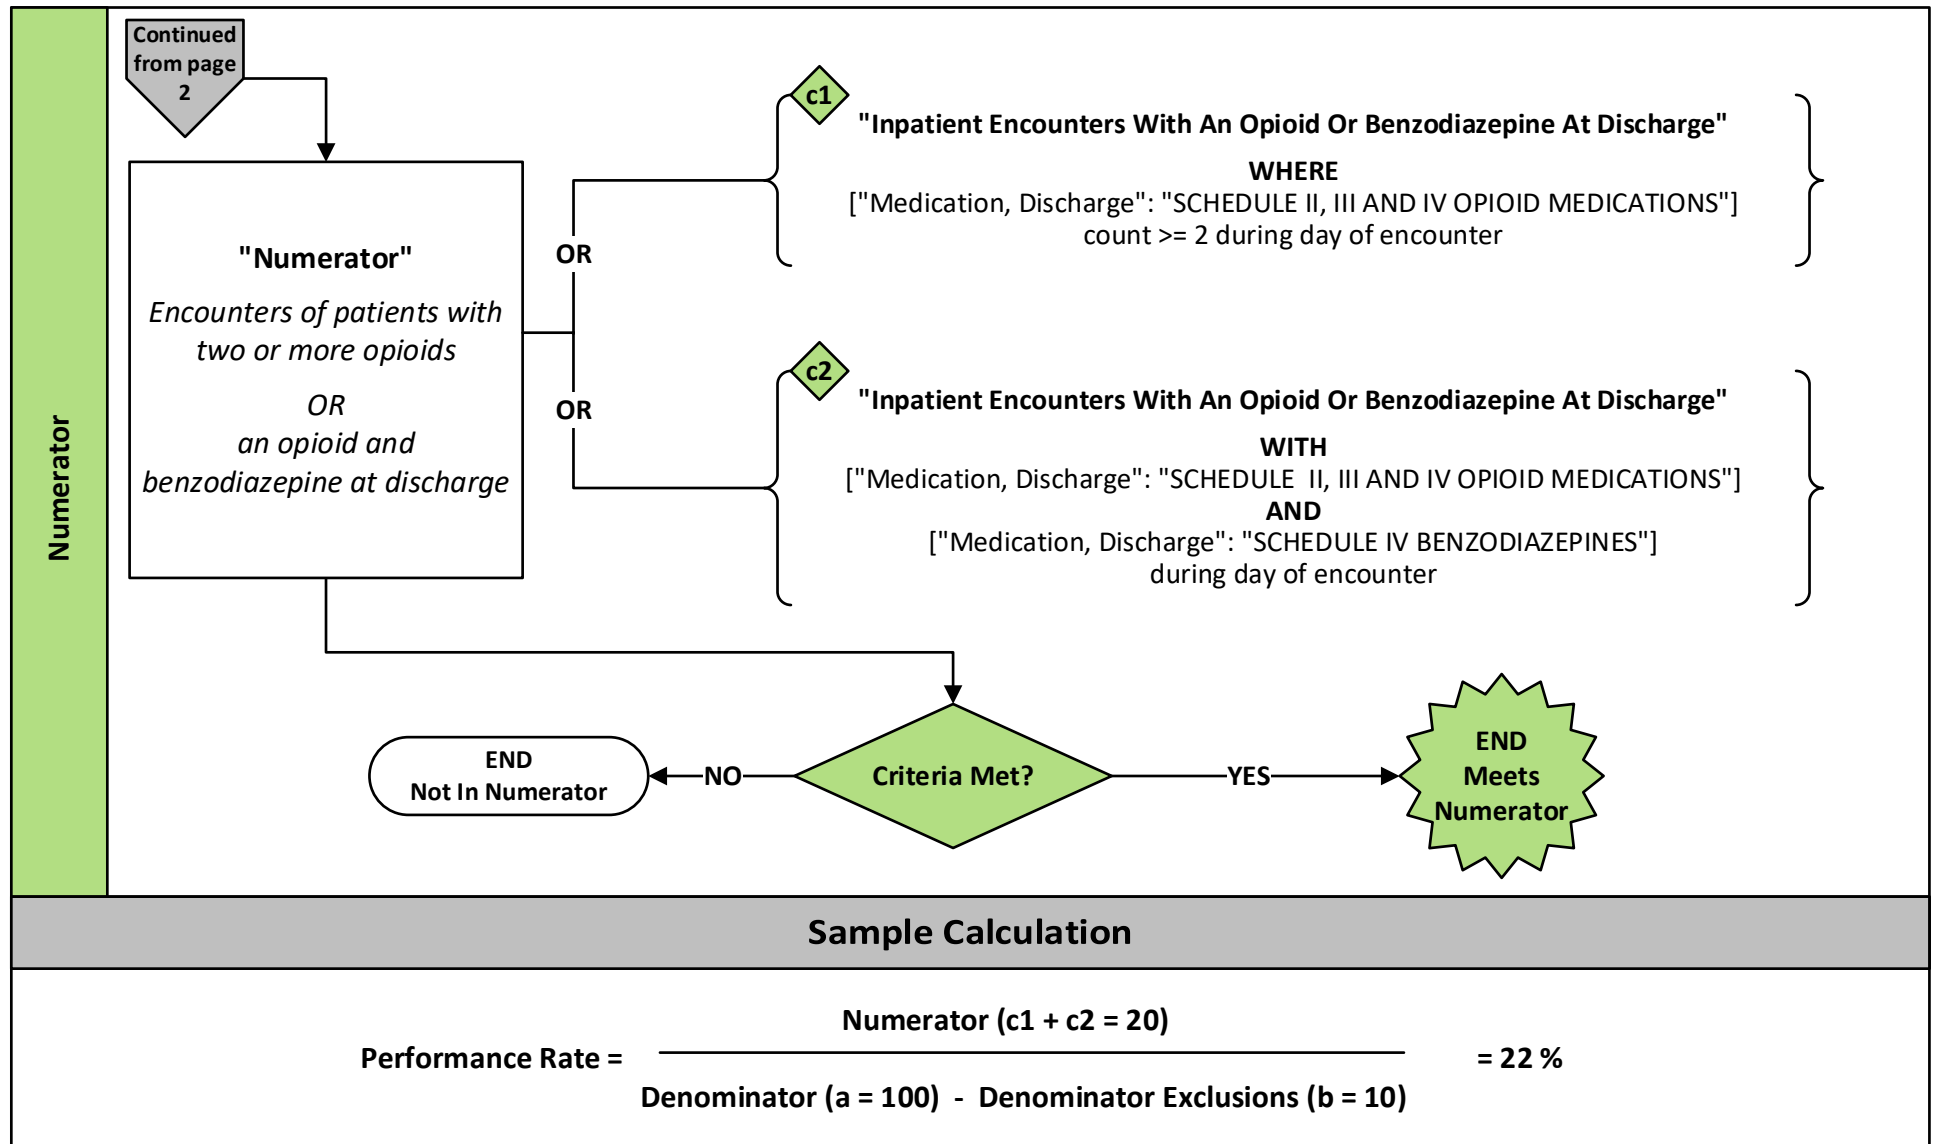 Continued
from page
2
Numerator
"Numerator"
Encounters of patients with
two or more opioids
OR
an opioid and
benzodiazepine at discharge
OR
OR
c1
"Inpatient Encounters With An Opioid Or Benzodiazepine At Discharge"
WHERE
["Medication, Discharge": "SCHEDULE II, III AND IV OPIOID MEDICATIONS"]
count >= 2 during day of encounter
c2
"Inpatient Encounters With An Opioid Or Benzodiazepine At Discharge"
WITH
["Medication, Discharge": "SCHEDULE  II, III AND IV OPIOID MEDICATIONS"]
AND
["Medication, Discharge": "SCHEDULE IV BENZODIAZEPINES"]
during day of encounter
END
Not In Numerator
NO
Criteria Met?
YES
END
Meets
Numerator
Sample Calculation
Numerator (c1 + c2 = 20)
Performance Rate = = 22 %
Denominator (a = 100)  -  Denominator Exclusions (b = 10)